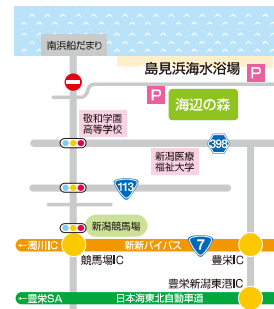 南浜船だまり
島見浜海水浴場
P
P
海辺の森
敬和学園
高等学校
398
新潟医療
福祉大学
113
新潟競馬場
←濁川IC
新新バイパス
7
競馬場IC
豊栄IC
豊栄新潟東港IC
←豊栄SA
日本海東北自動車道